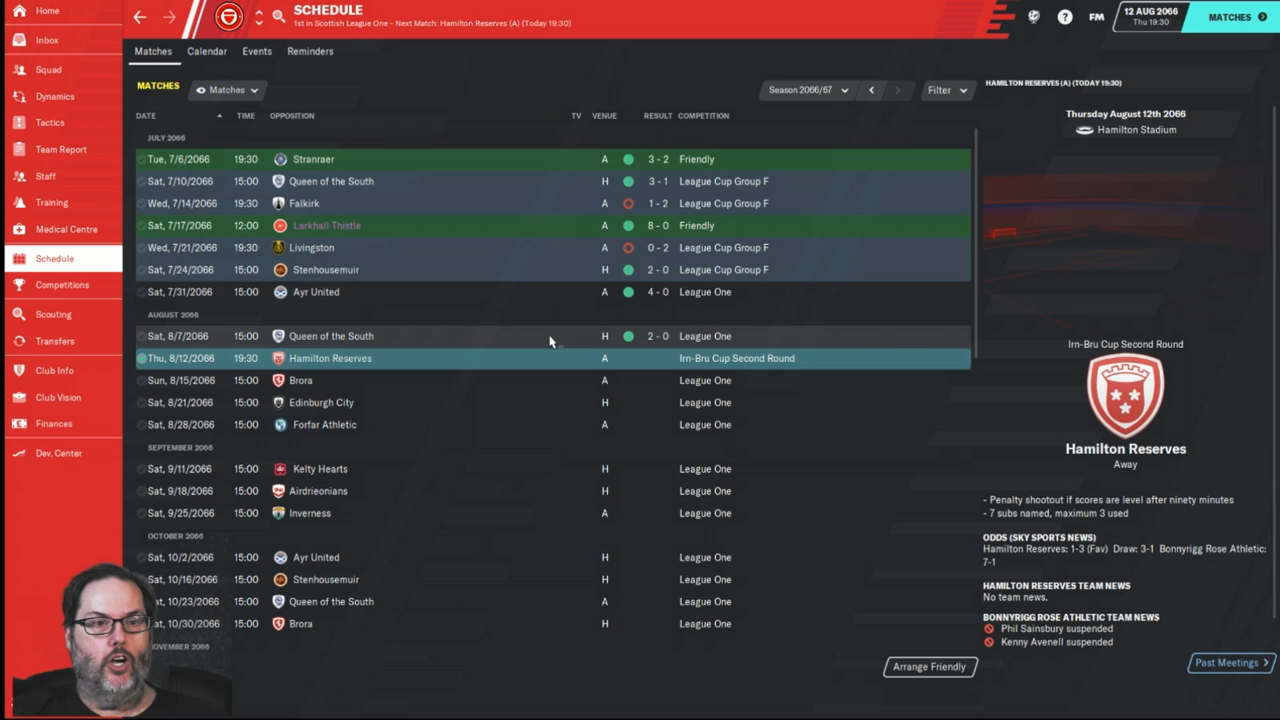 SCHEDULE
1st in Scottish League One - Next Match: Hamilton Reserves (A) (Today 19:30)
FM
12 AUG 2066
Thu 19:30
MATCHES
Home
Inbox
Squad
Dynamics
Tactics
Team Report
Staff
Training
Medical Centre
Schedule
Competitions
Scouting
Transfers
Club Info
Club Vision
Finances
Dev. Center
Matches Calendar Events Reminders
MATCHES Matches Season 2066/67 Filter
DATE TIME OPPOSITION TV VENUE RESULT COMPETITION
JULY 2066
Tue, 7/6/2066 19:30 Stranraer A 3 - 2 Friendly
Sat, 7/10/2066 15:00 Queen of the South H 3 - 1 League Cup Group F
Wed, 7/14/2066 19:30 Falkirk A 1 - 2 League Cup Group F
Sat, 7/17/2066 12:00 Larkhall Thistle A 8 - 0 Friendly
Wed, 7/21/2066 19:30 Livingston A 0 - 2 League Cup Group F
Sat, 7/24/2066 15:00 Stenhousemuir H 2 - 0 League Cup Group F
Sat, 7/31/2066 15:00 Ayr United A 4 - 0 League One
AUGUST 2066
Sat, 8/7/2066 15:00 Queen of the South H 2 - 0 League One
Thu, 8/12/2066 19:30 Hamilton Reserves A Irn-Bru Cup Second Round
Sun, 8/15/2066 15:00 Brora A League One
Sat, 8/21/2066 15:00 Edinburgh City H League One
Sat, 8/28/2066 15:00 Forfar Athletic A League One
SEPTEMBER 2066
Sat, 9/11/2066 15:00 Kelty Hearts H League One
Sat, 9/18/2066 15:00 Airdrieonians A League One
Sat, 9/25/2066 15:00 Inverness A League One
OCTOBER 2066
Sat, 10/2/2066 15:00 Ayr United H League One
Sat, 10/16/2066 15:00 Stenhousemuir H League One
10/23/2066 15:00 Queen of the South A League One
10/30/2066 15:00 Brora H League One
2066
Arrange Friendly
HAMILTON RESERVES (A) (TODAY 19:30)
Thursday August 12th 2066
Hamilton Stadium
Irn-Bru Cup Second Round
Hamilton Reserves
Away
- Penalty shootout if scores are level after ninety minutes
- 7 subs named, maximum 3 used
ODDS (SKY SPORTS NEWS)
Hamilton Reserves: 1-3 (Fav) Draw: 3-1 Bonnyrigg Rose Athletic:
7-1
HAMILTON RESERVES TEAM NEWS
No team news.
BONNYRIGG ROSE ATHLETIC TEAM NEWS
Phil Sainsbury suspended
Kenny Avenell suspended
Past Meetings